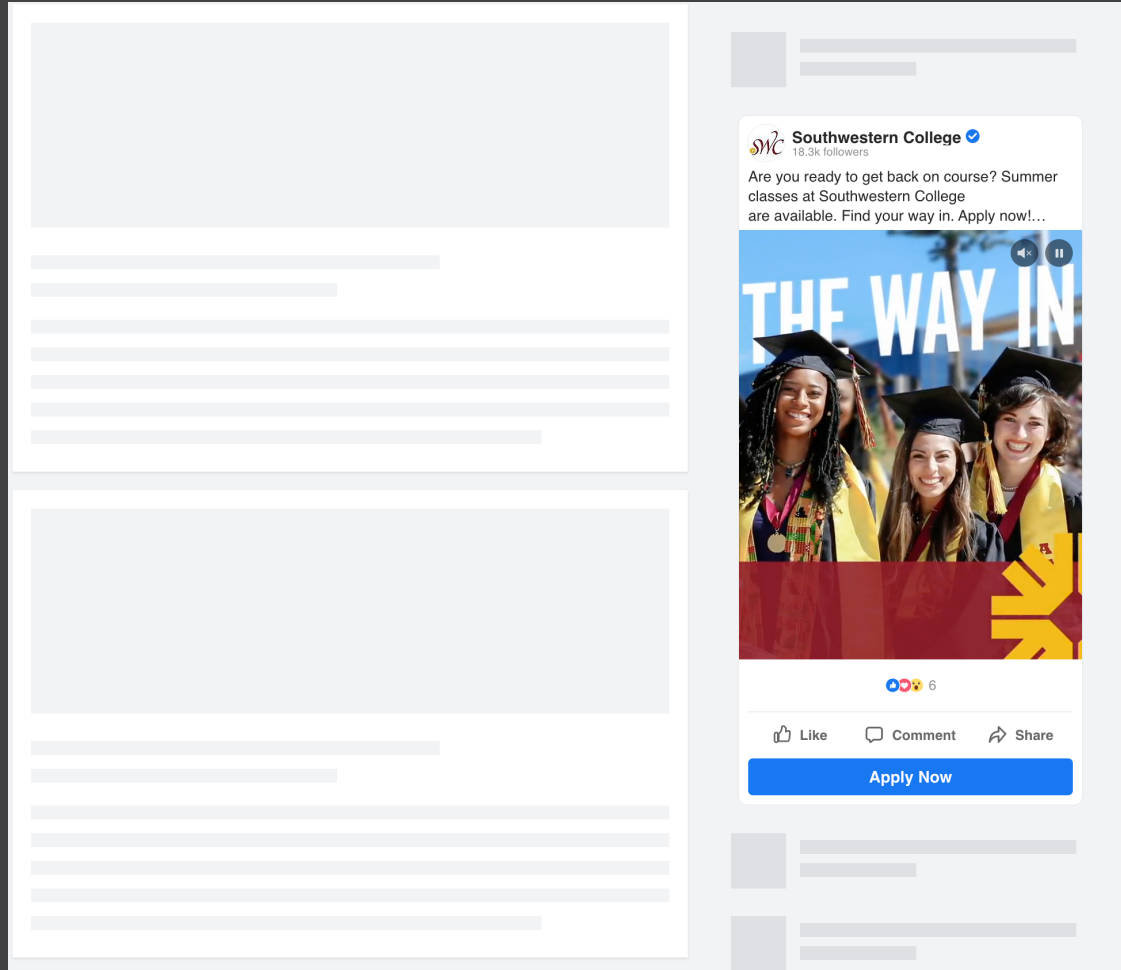 SWC
Southwestern College
18.3k followers
Are you ready to get back on course? Summer
classes at Southwestern College
are available. Find your way in. Apply now!...
THE WAY IN
6
Like Comment Share
Apply Now